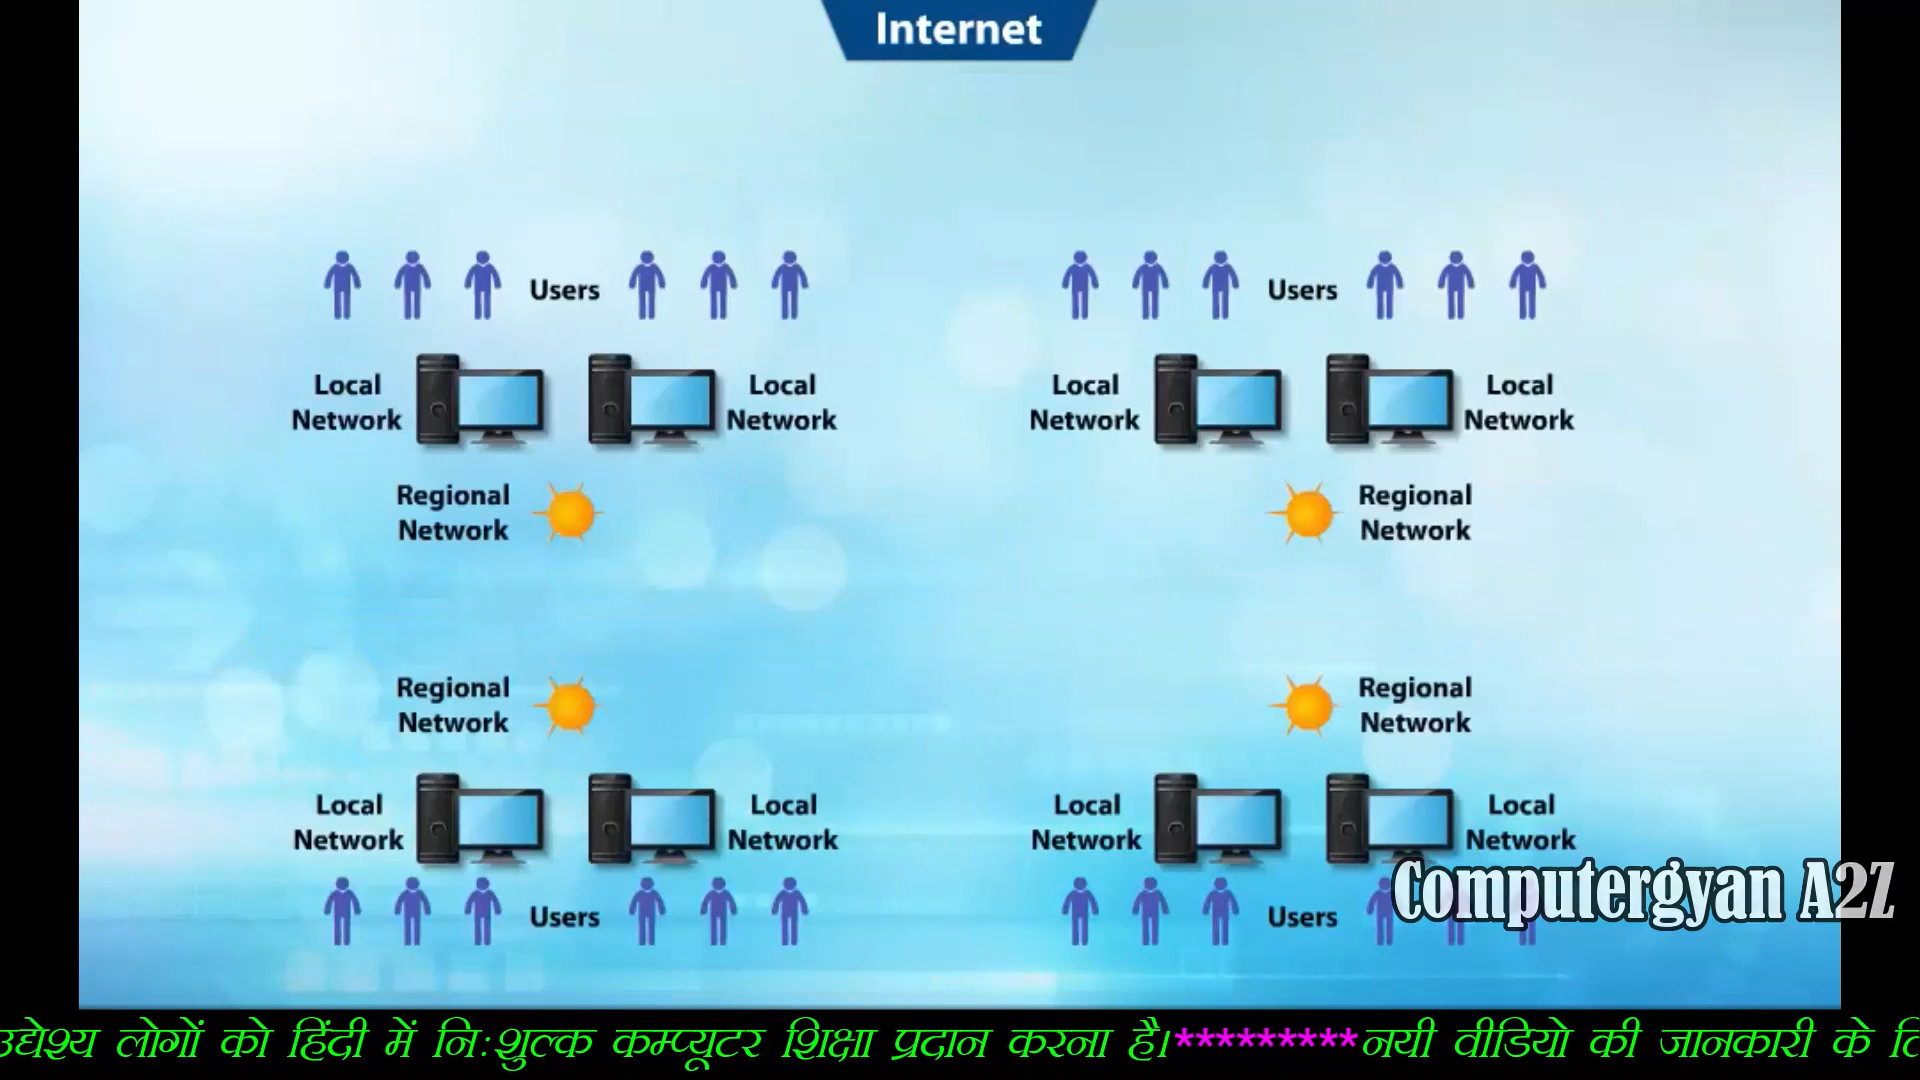 Internet
Users
Users
Local
Network
Local
Network
Local
Network
Local
Network
Regional
Network
Regional
Network
Regional
Network
Regional
Network
Local
Network
Local
Network
Local
Network
Local
Network
Users
Users
Computergyan A2Z
उद्येश्य लोगों को हिंदी में निःशुल्क कम्प्यूटर शिक्षा प्रदान करना है।*********नयी वीडियो की जानकारी के